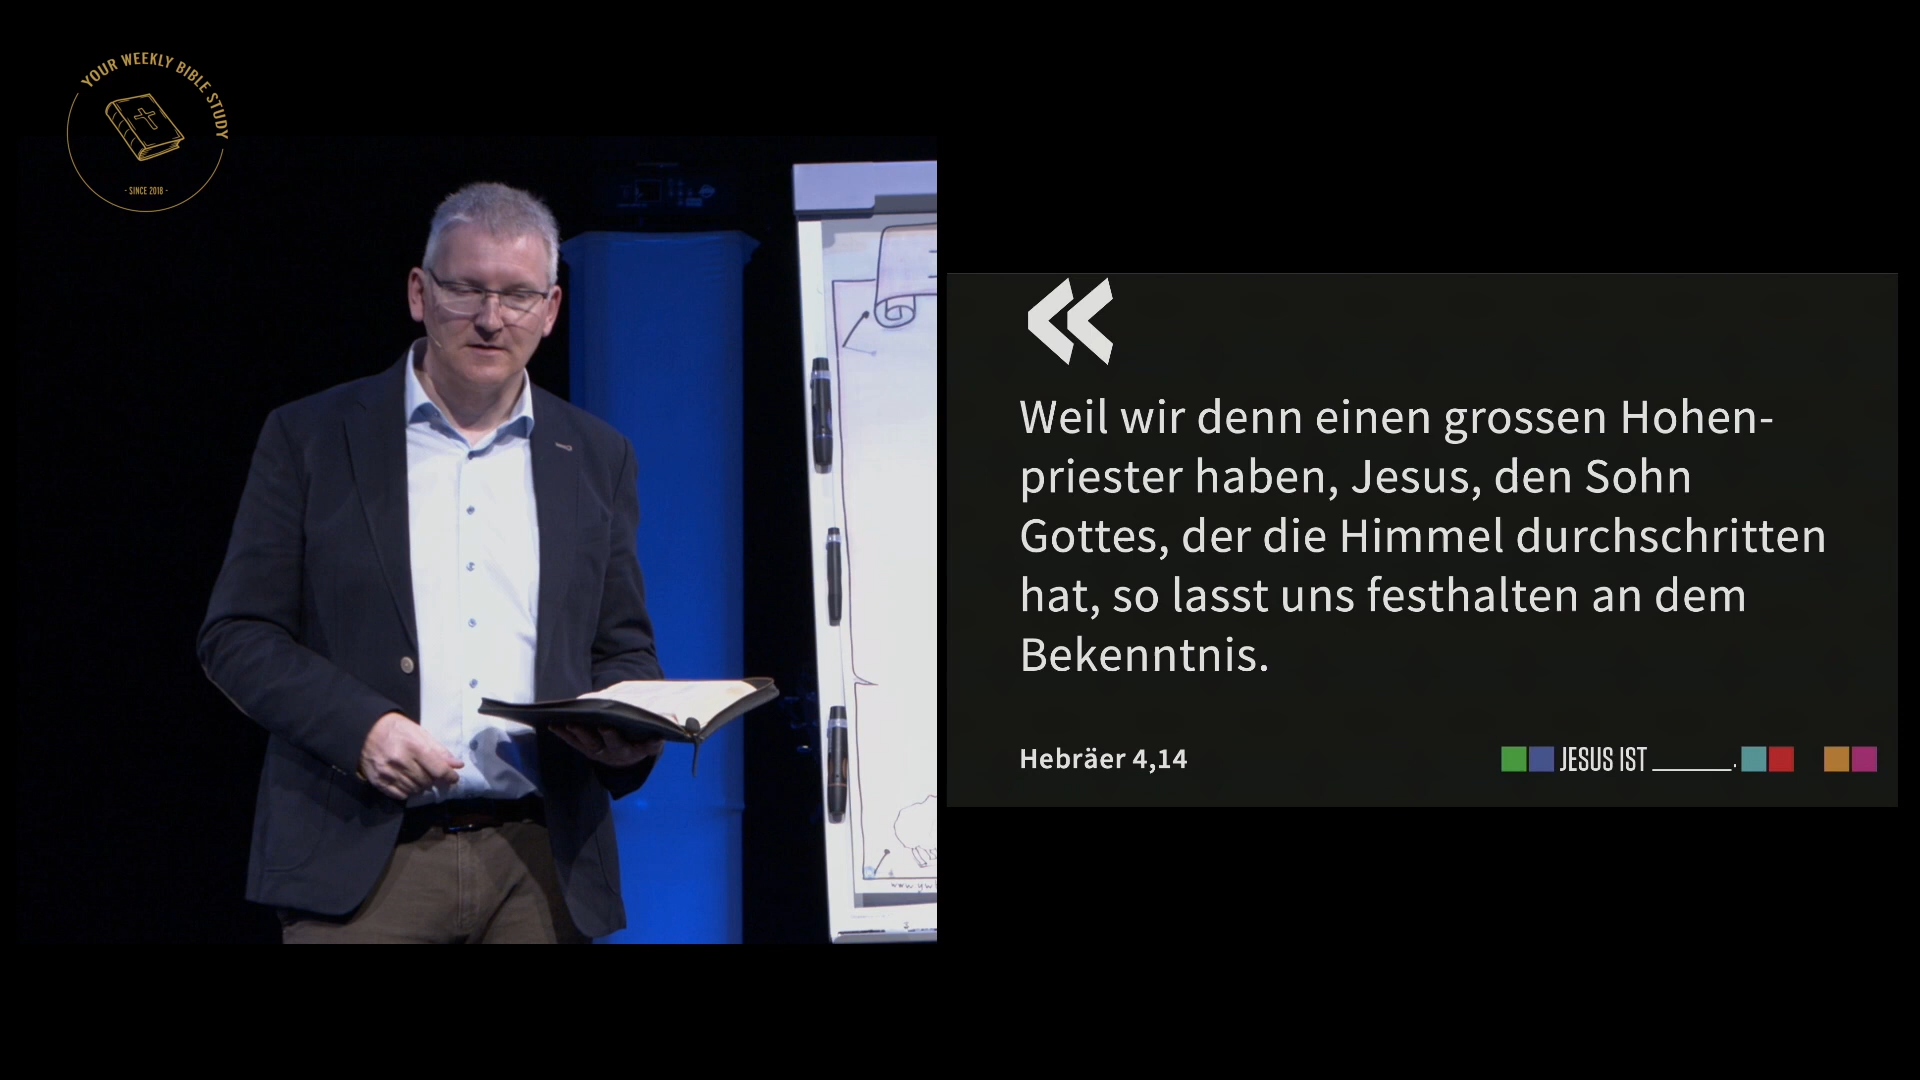 YOUR WEEKLY BIBLE STUDY
- SINCE 2018 -
«
Weil wir denn einen grossen Hohen-
priester haben, Jesus, den Sohn
Gottes, der die Himmel durchschritten
hat, so lasst uns festhalten an dem
Bekenntnis.
Hebräer 4,14
JESUS IST ______.